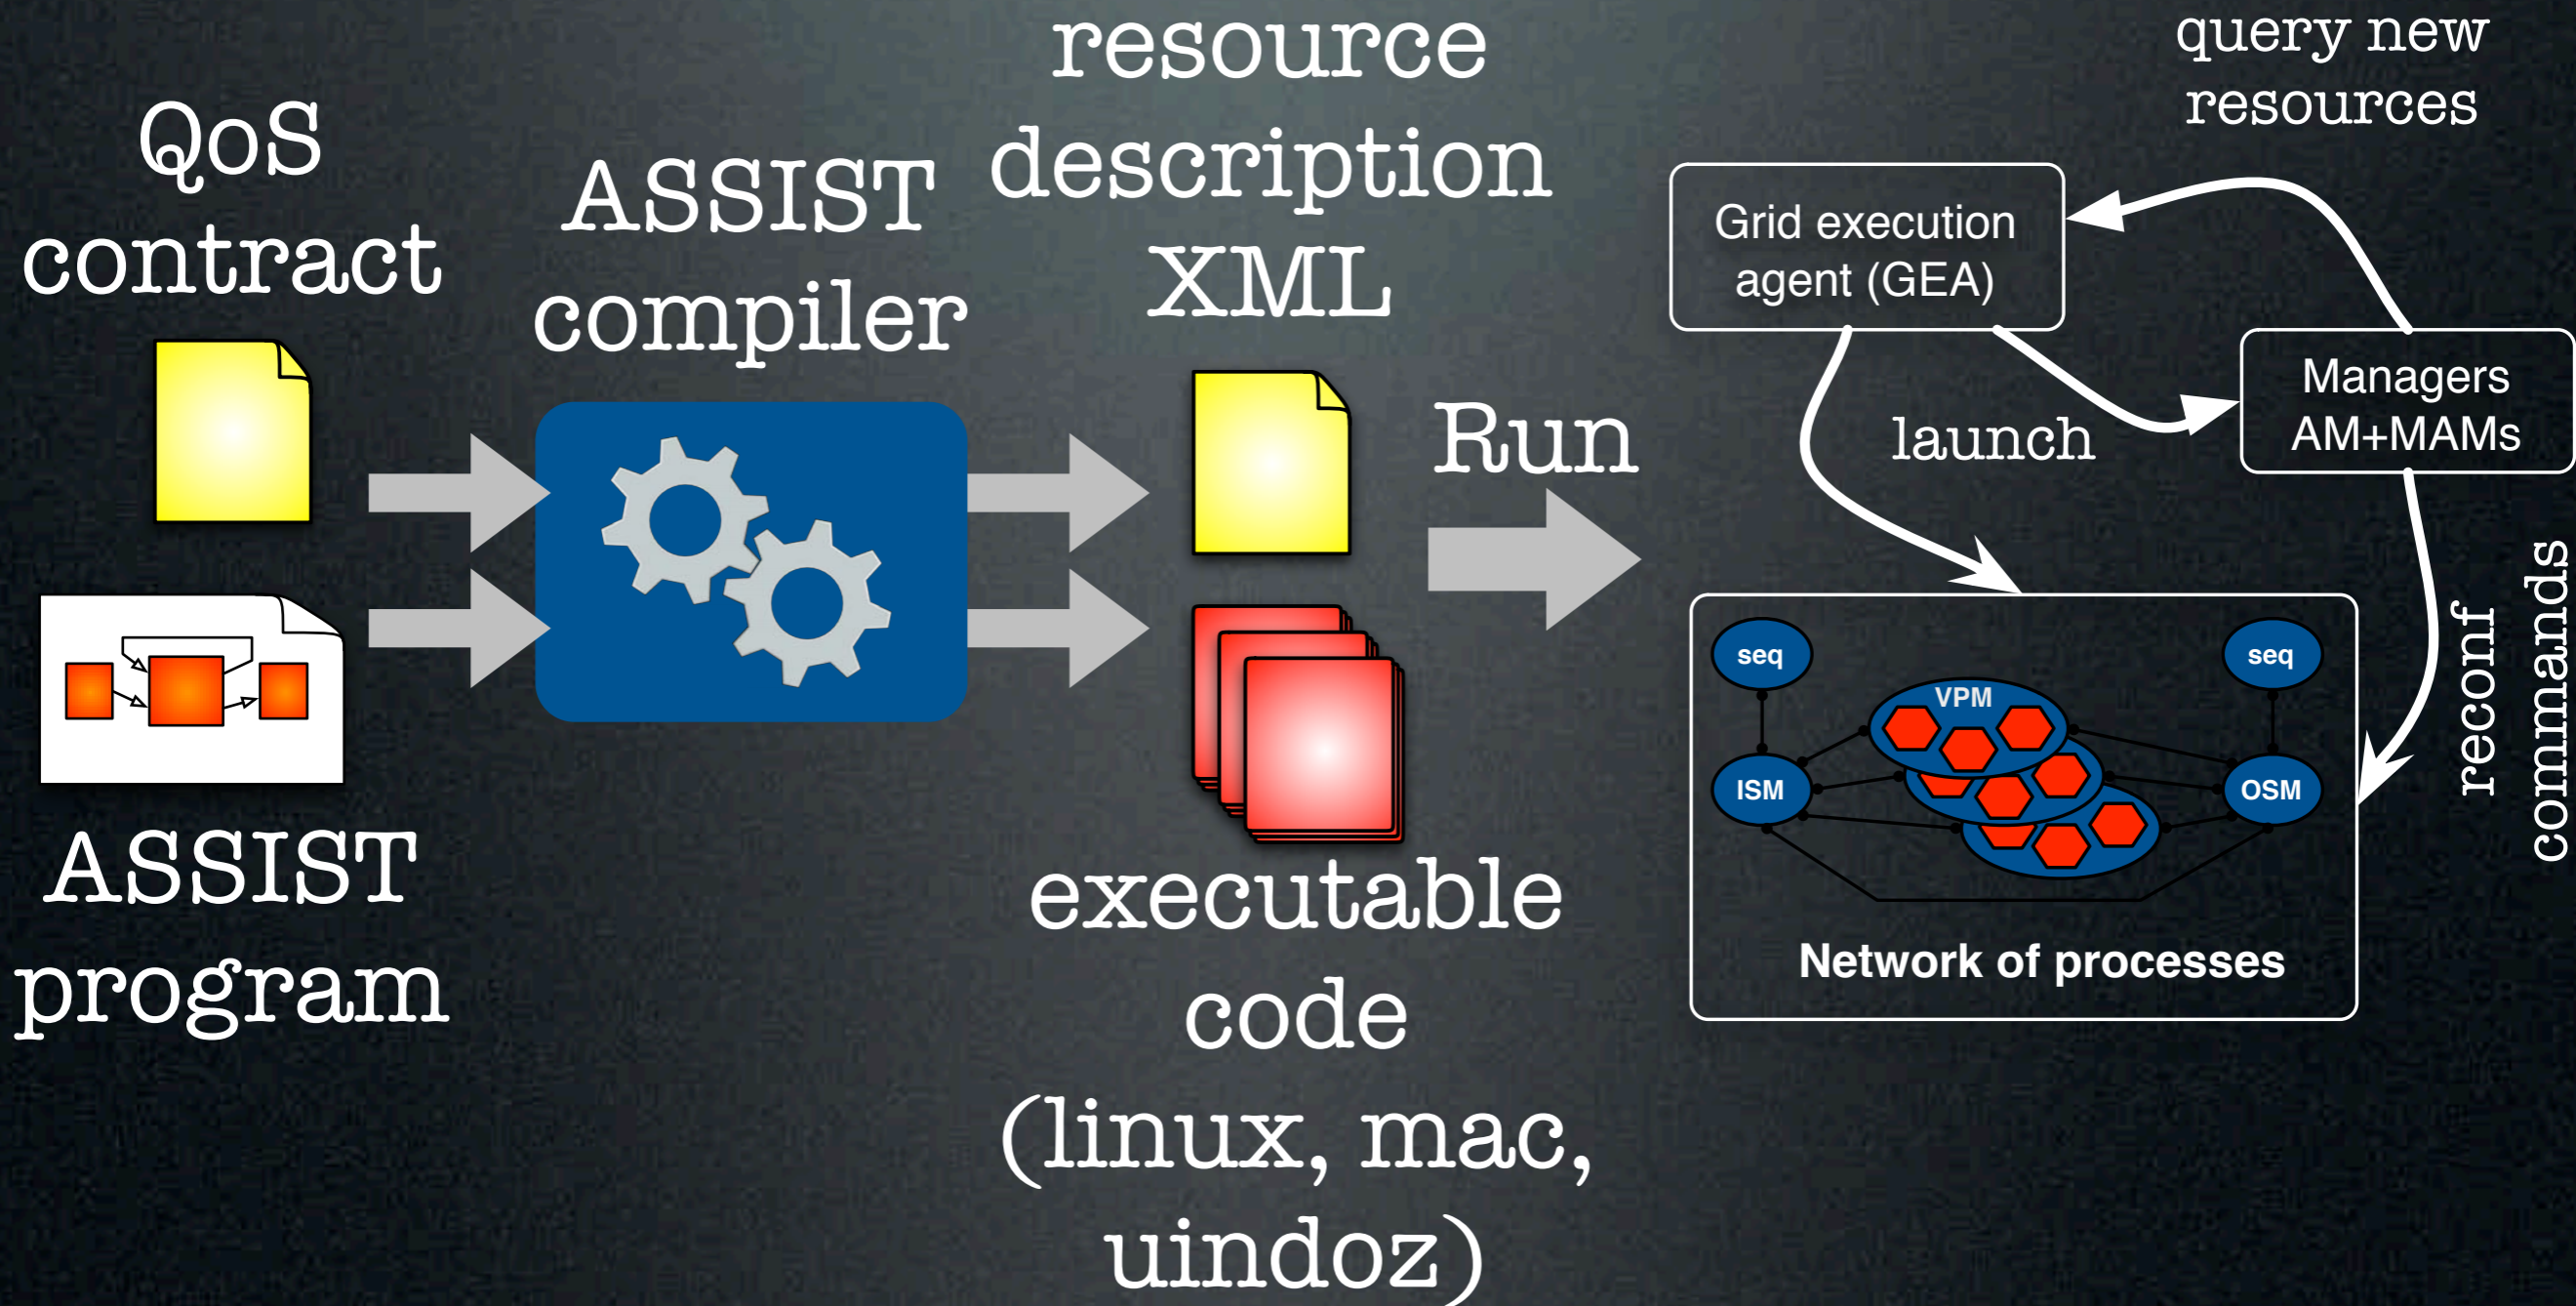 QoS
contract
ASSIST
program
ASSIST
compiler
resource
description
XML
executable
code
(linux, mac,
uindoz)
Run
query new
resources
Grid execution
agent (GEA)
launch
Managers
AM+MAMs
reconf
commands
seq
seq
VPM
ISM
OSM
Network of processes